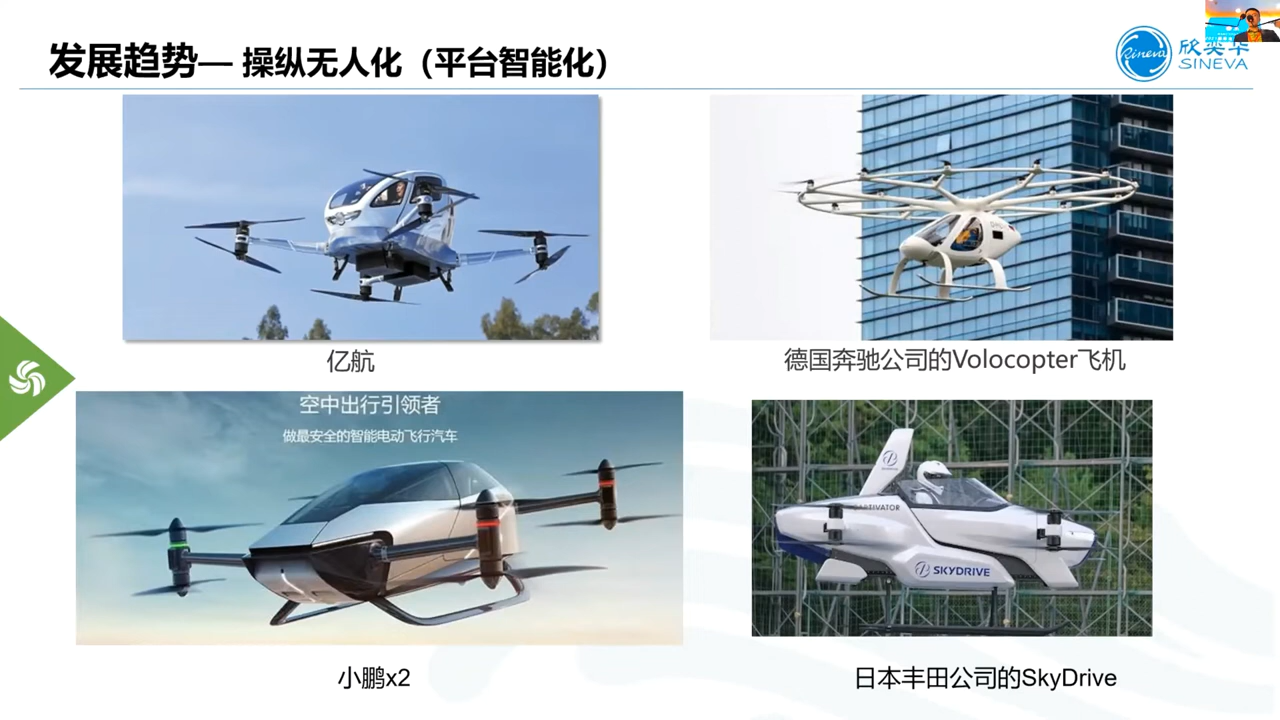 发展趋势— 操纵无人化（平台智能化）
Sineva
欣奕华
SINEVA
亿航
德国奔驰公司的Volocopter飞机
空中出行引领者
做最安全的智能电动飞行汽车
CARTIVATOR
SKYDRIVE
小鹏x2
日本丰田公司的SkyDrive